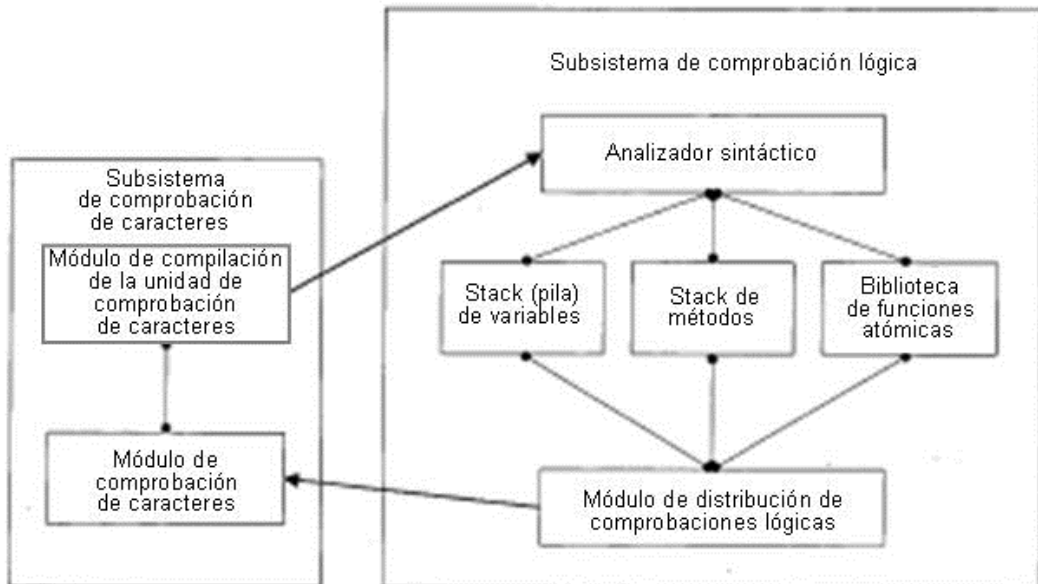 Subsistema de comprobación lógica
Analizador sintáctico
Subsistema
de comprobación
de caracteres
Módulo de compilación
de la unidad de
comprobación
de caracteres
Stack (pila)
de variables
Stack de
métodos
Biblioteca
de funciones
atómicas
Módulo de
comprobación
de caracteres
Módulo de distribución de
comprobaciones lógicas